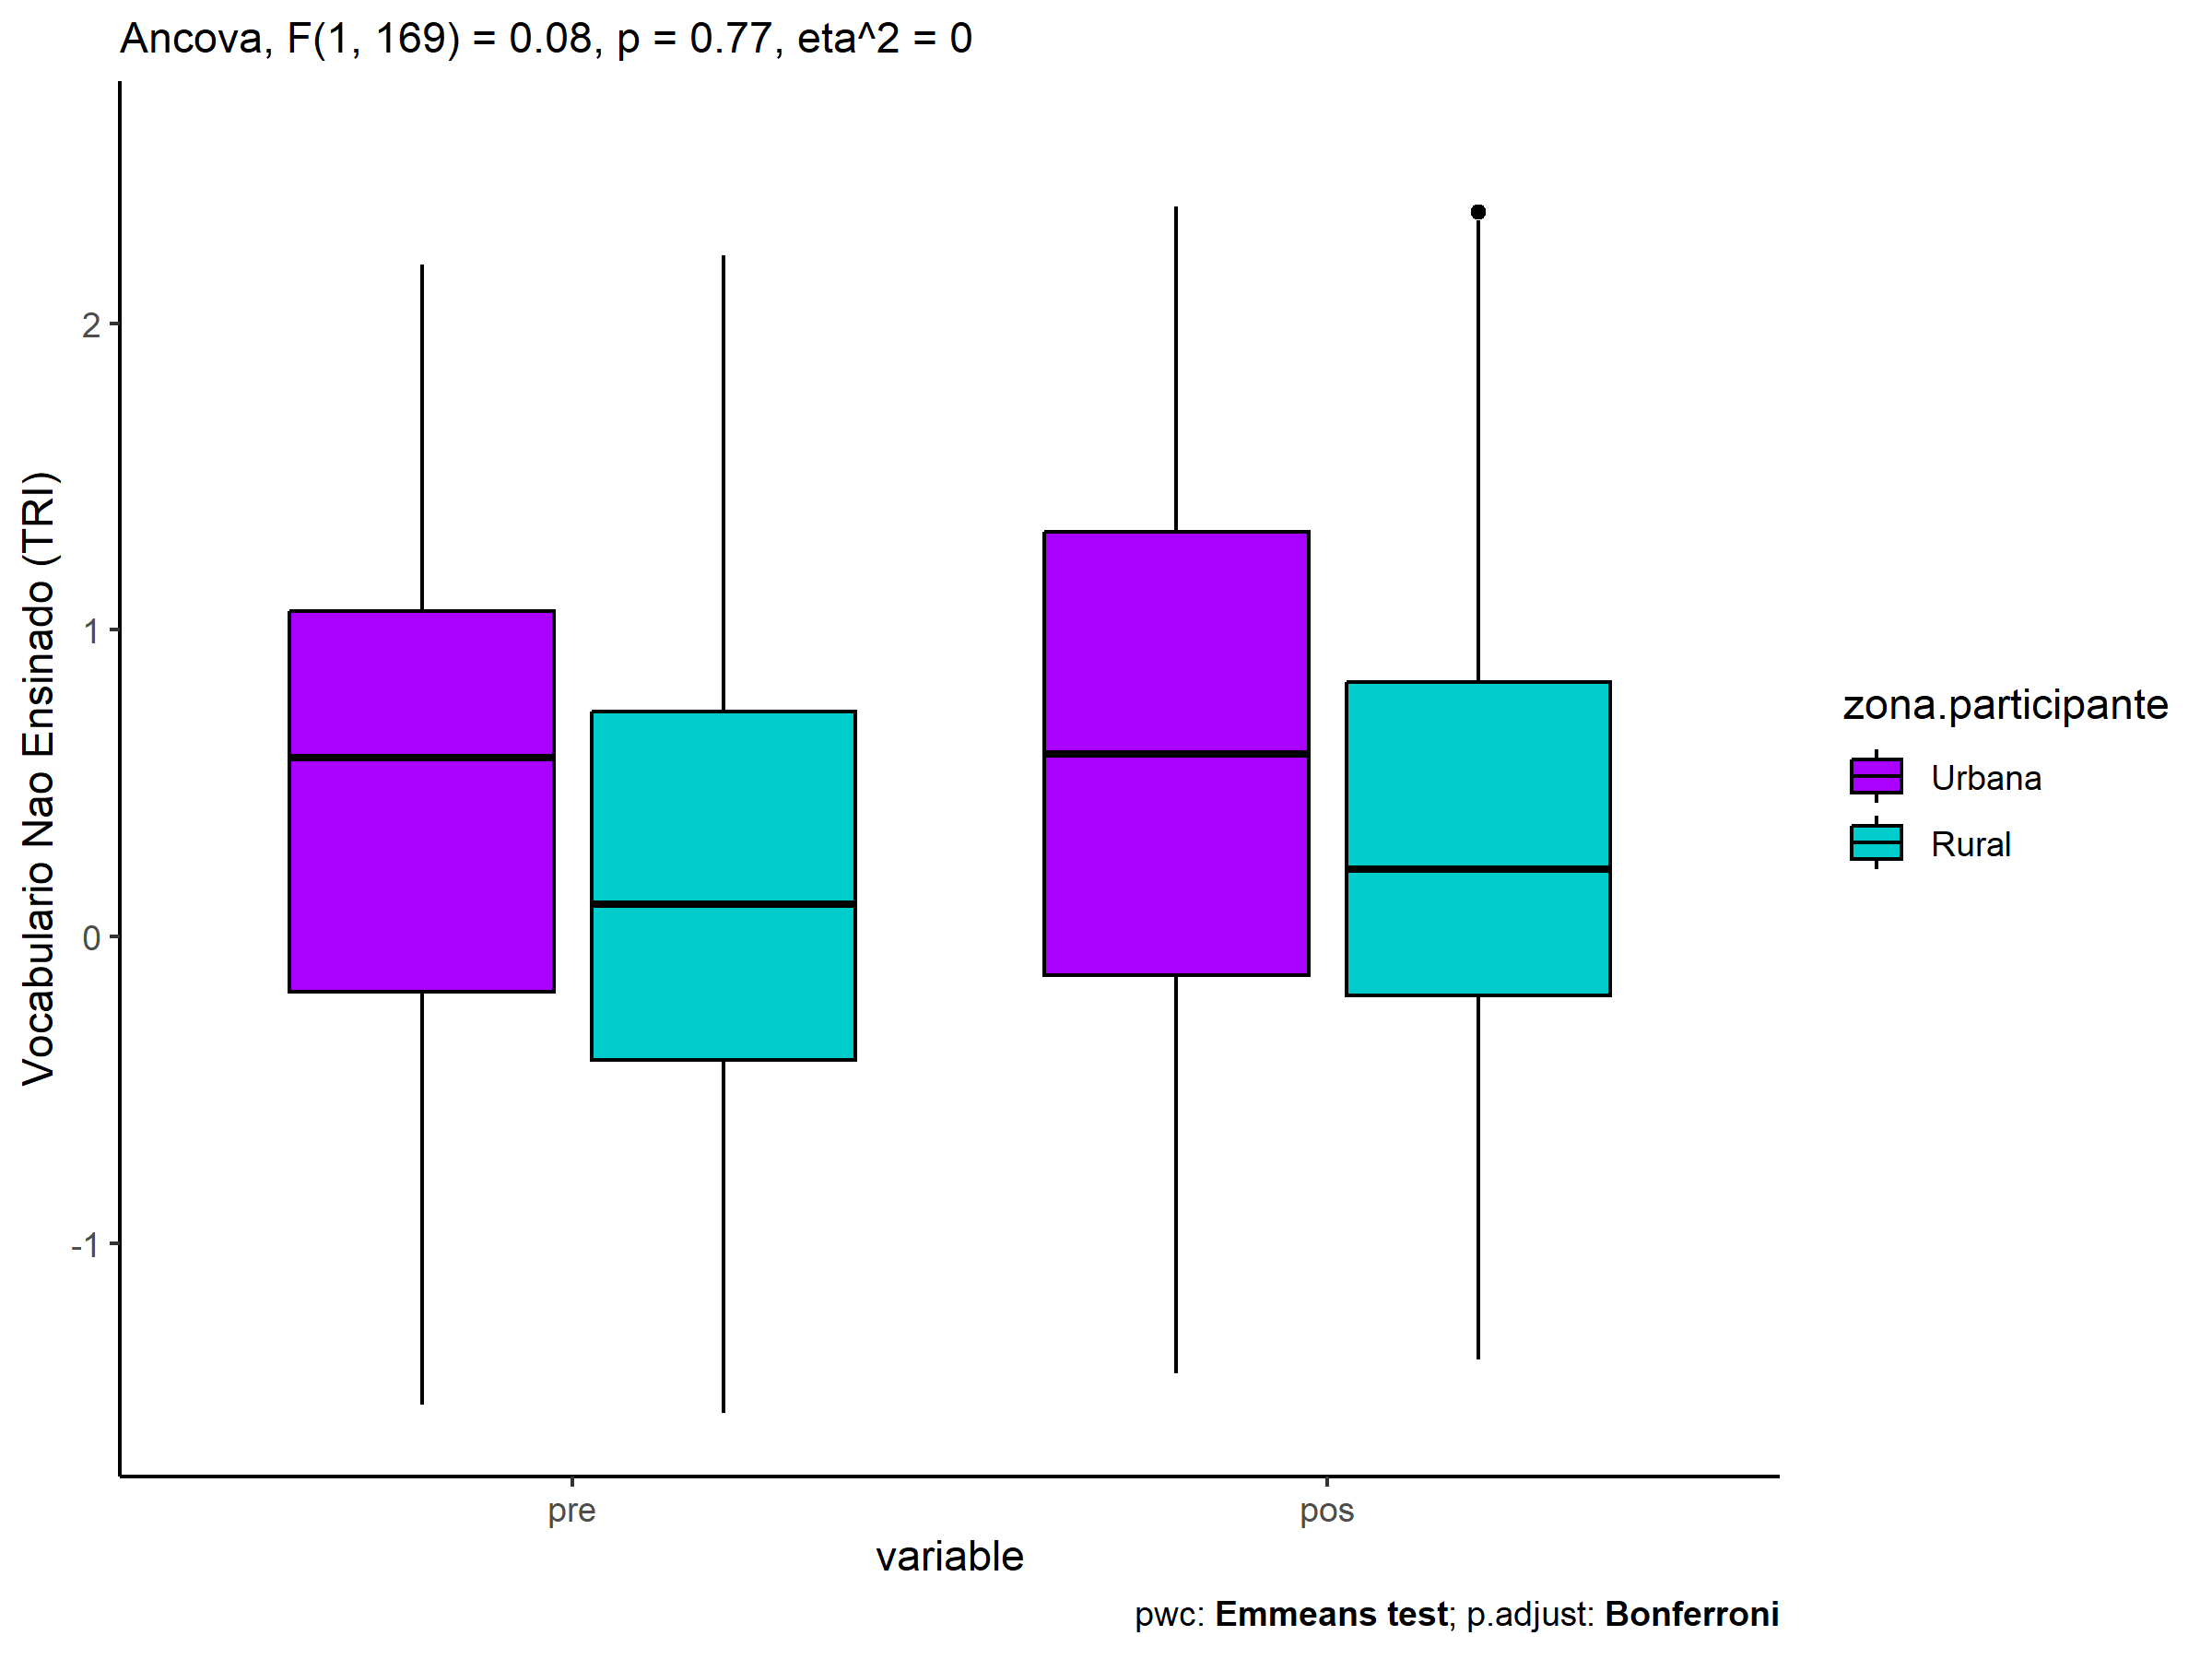 Ancova, F(1, 169) = 0.08, p = 0.77, eta^2 = 0
Vocabulario Nao Ensinado (TRI)
2
1
0
-1
pre
pos
variable
zona.participante
Urbana
Rural
pwc: Emmeans test; p.adjust: Bonferroni